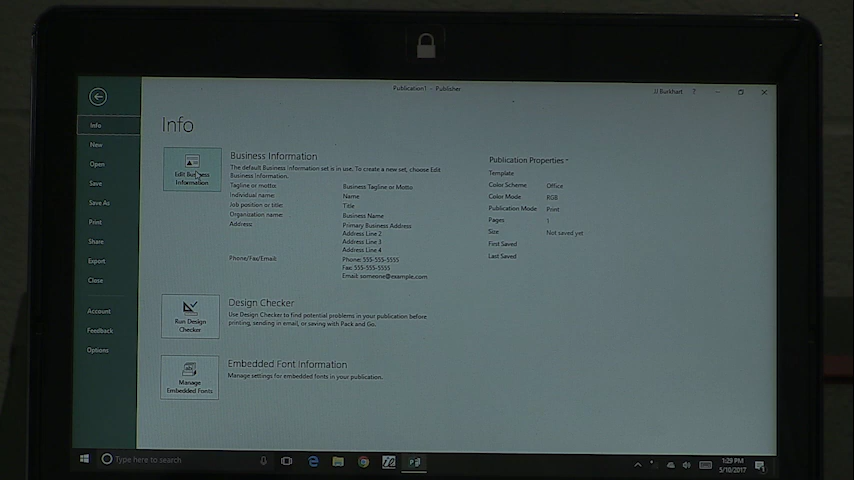 Publication1 - Publisher
JJ Burkhart ?
Info
New
Open
Save
Save As
Print
Share
Export
Close
Account
Feedback
Options
Info
Edit Business
Information
Business Information
The default Business Information set is in use. To create a new set, choose Edit
Business Information.
Tagline or motto: Business Tagline or Motto
Individual name: Name
Job position or title: Title
Organization name: Business Name
Address: Primary Business Address
Address Line 2
Address Line 3
Address Line 4
Phone/Fax/Email: Phone: 555-555-5555
Fax: 555-555-5555
Email: someone@example.com
Run Design
Checker
Design Checker
Use Design Checker to find potential problems in your publication before
printing, sending in email, or saving with Pack and Go.
Manage
Embedded Fonts
Embedded Font Information
Manage settings for embedded fonts in your publication.
Publication Properties
Template
Color Scheme Office
Color Mode RGB
Publication Mode Print
Pages 1
Size Not saved yet
First Saved
Last Saved
Type here to search
1:29 PM
5/10/2017